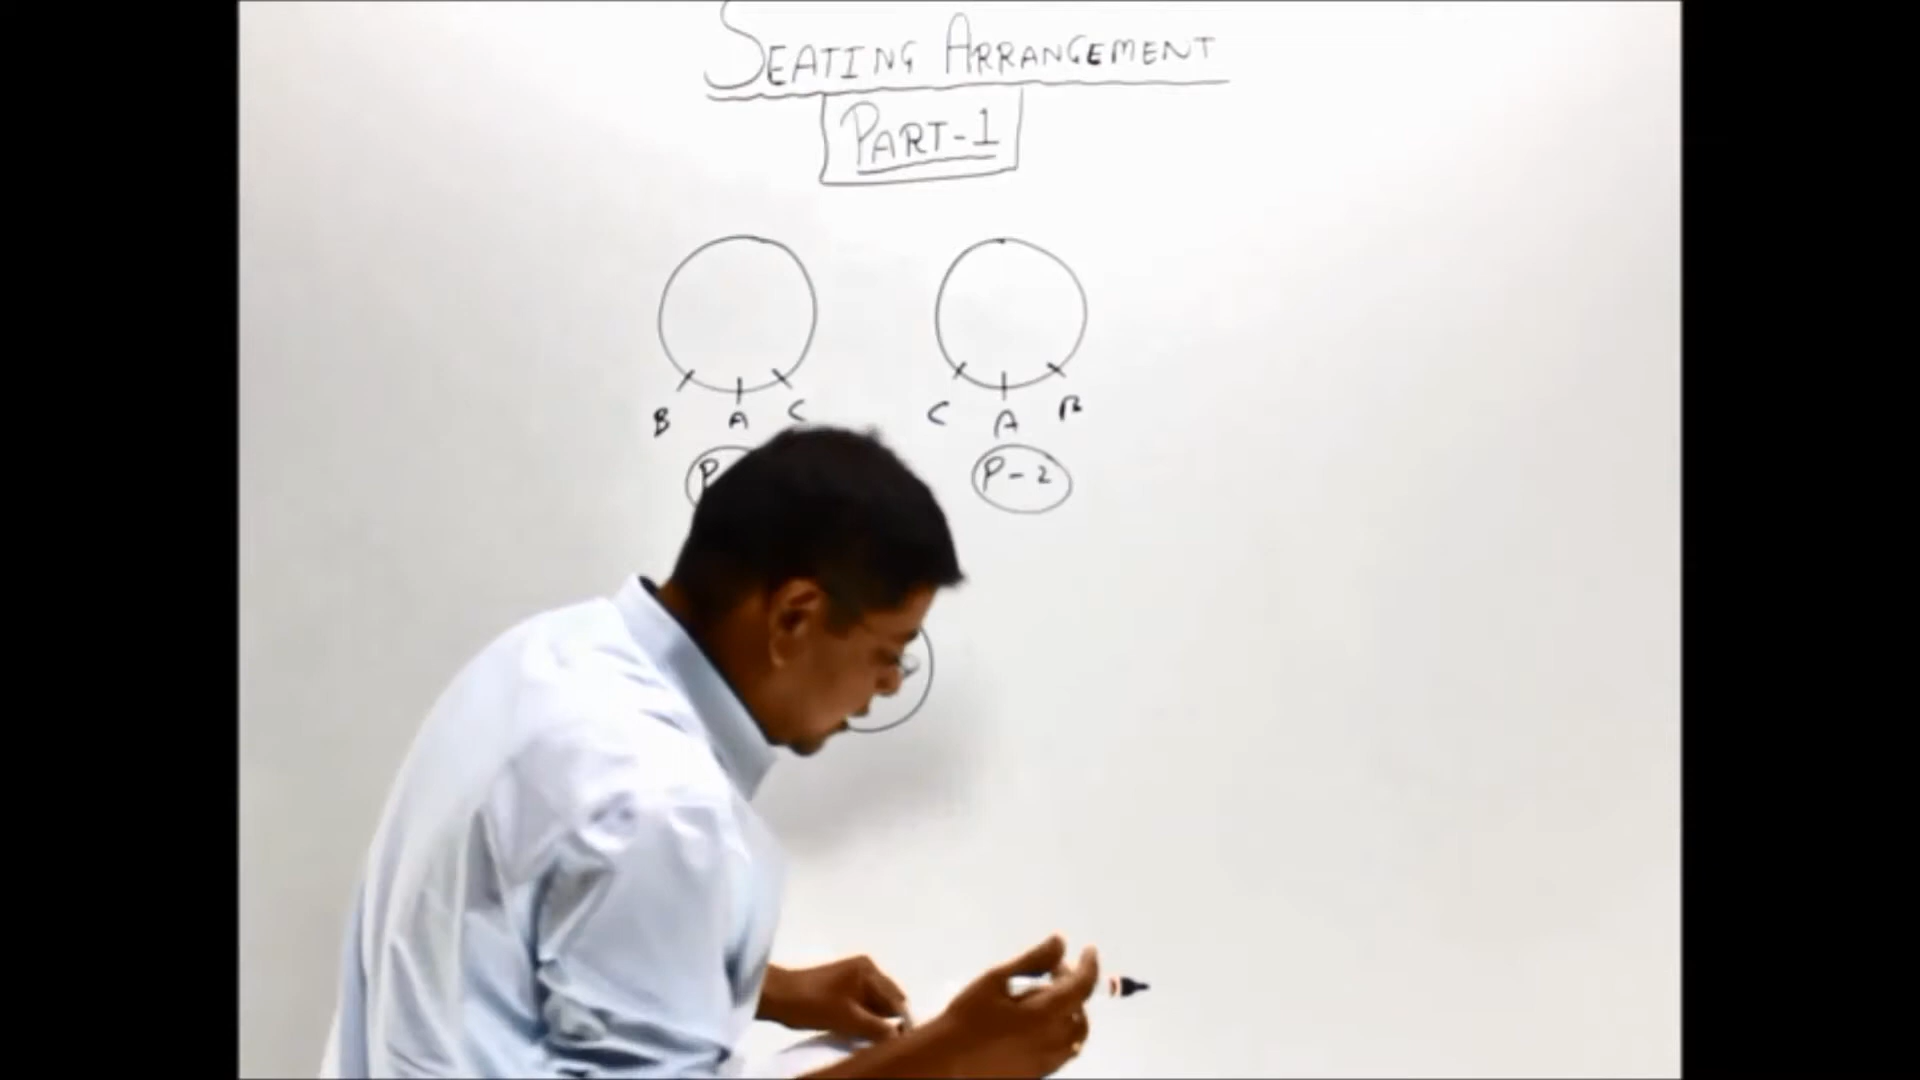 SEATING ARRANGEMENT
PART-1
B A C
C A B
P-2